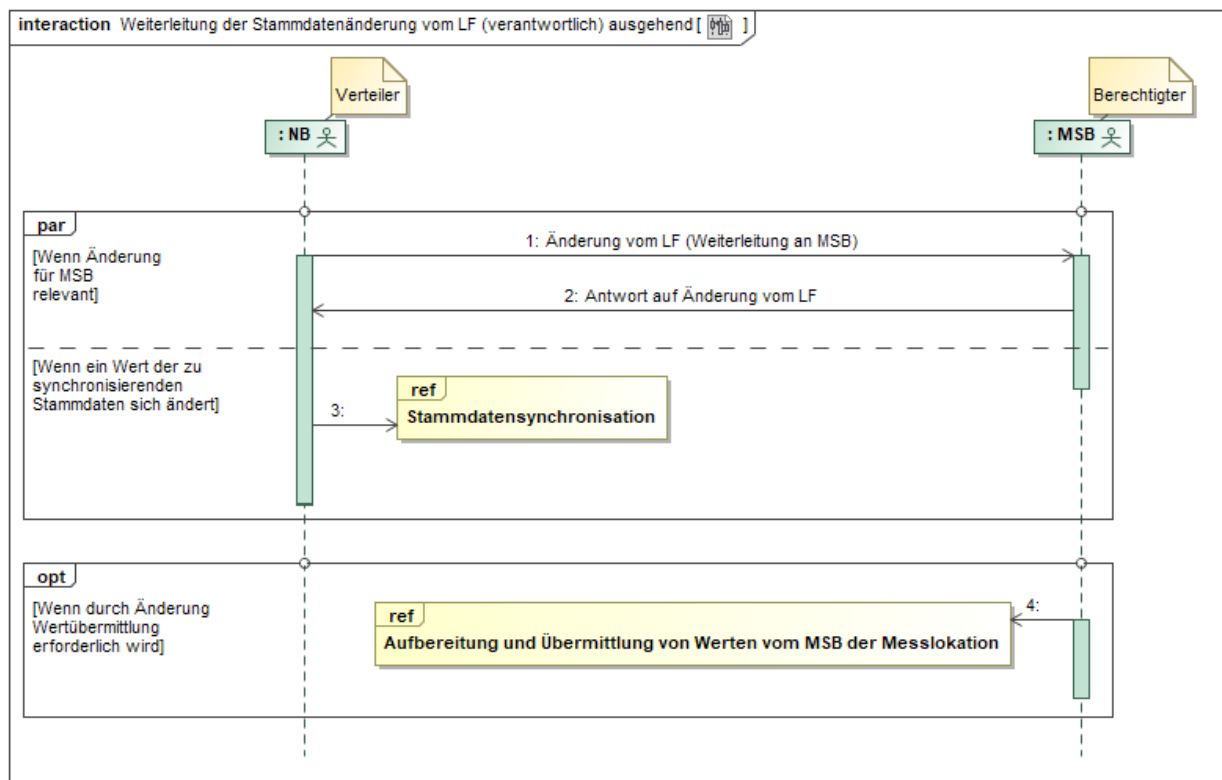 interaction Weiterleitung der Stammdatenänderung vom LF (verantwortlich) ausgehend [ ]
Verteiler
Berechtigter
: NB
: MSB
par
[Wenn Änderung
für MSB
relevant]
1: Änderung vom LF (Weiterleitung an MSB)
2: Antwort auf Änderung vom LF
[Wenn ein Wert der zu
synchronisierenden
Stammdaten sich ändert]
3:
ref
Stammdatensynchronisation
opt
[Wenn durch Änderung
Wertübermittlung
erforderlich wird]
ref
Aufbereitung und Übermittlung von Werten vom MSB der Messlokation
4: